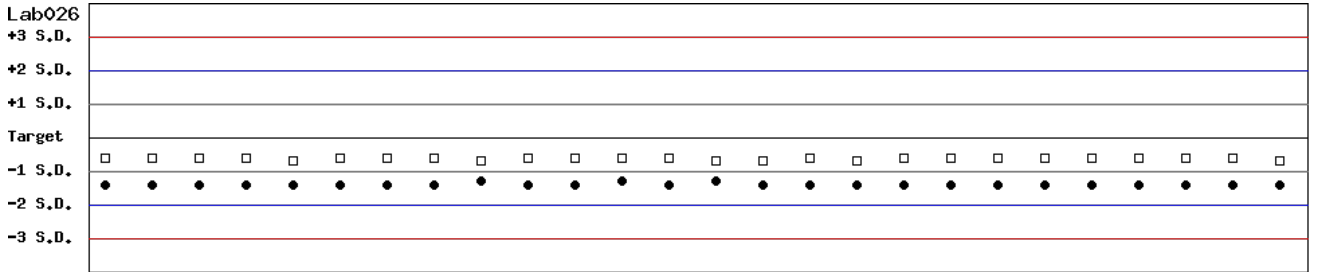 Lab026
+3 S.D.
+2 S.D.
+1 S.D.
Target
-1 S.D.
-2 S.D.
-3 S.D.